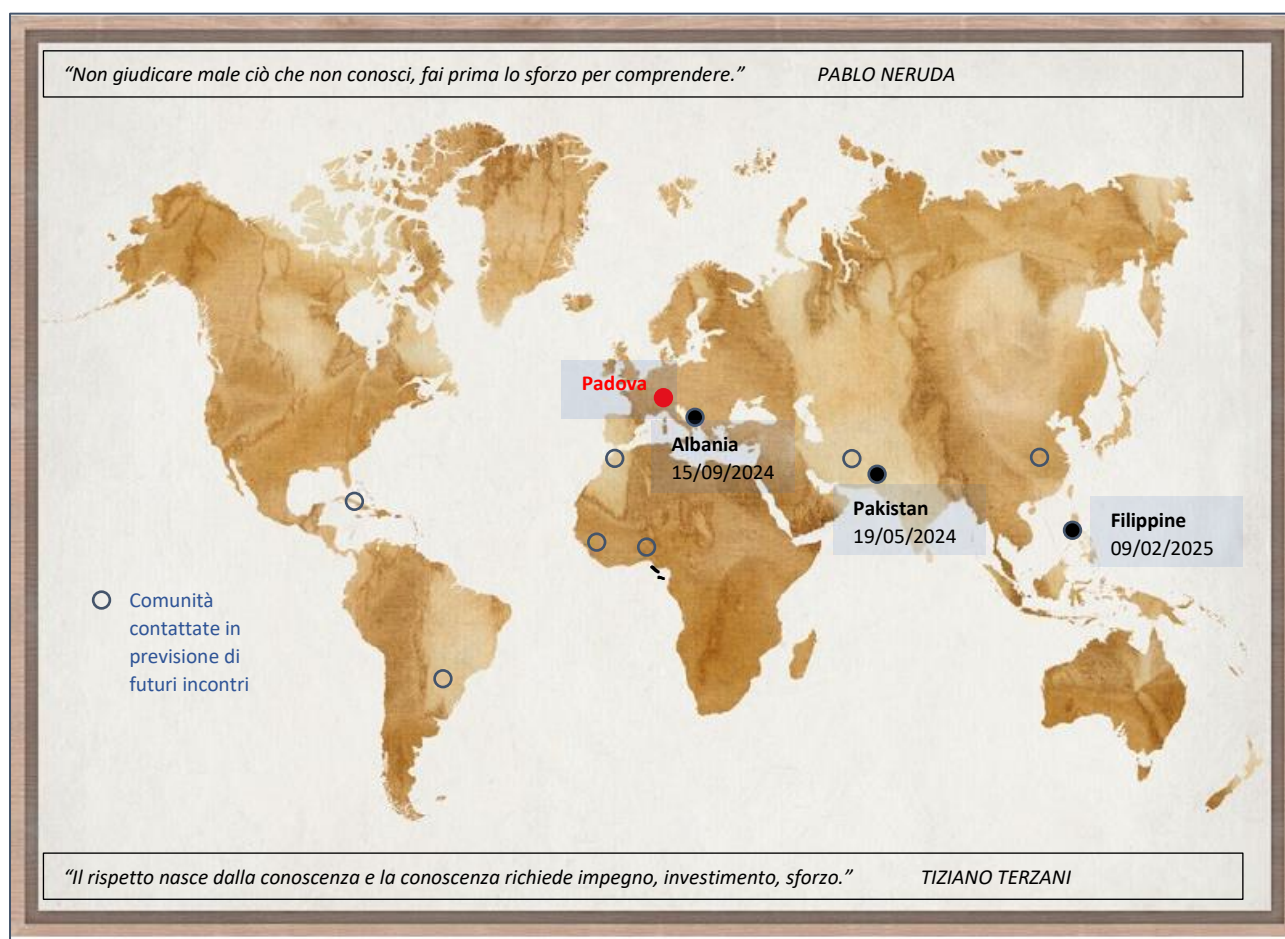 “Non giudicare male ciò che non conosci, fai prima lo sforzo per comprendere.” PABLO NERUDA
Padova
Albania
15/09/2024
Pakistan
19/05/2024
Filippine
09/02/2025
Comunità
contattate in
previsione di
futuri incontri
“Il rispetto nasce dalla conoscenza e la conoscenza richiede impegno, investimento, sforzo.” TIZIANO TERZANI